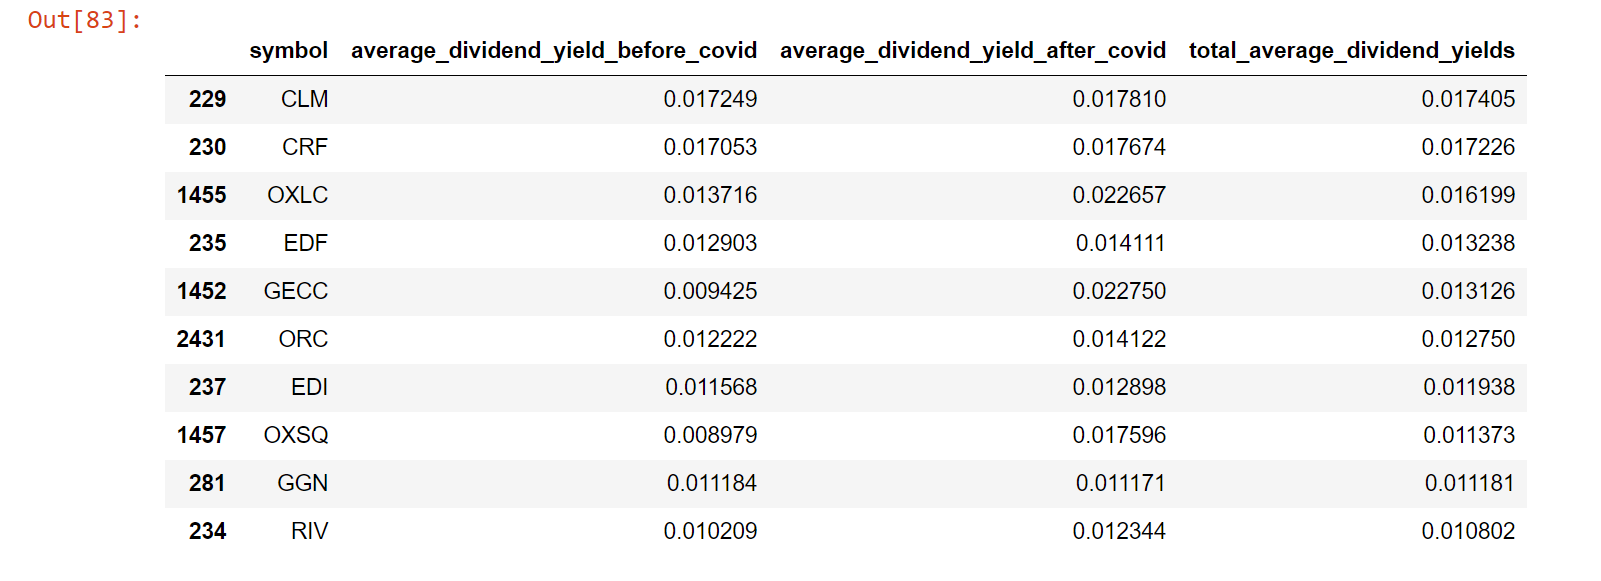 Out[83]:
symbol average_dividend_yield_before_covid average_dividend_yield_after_covid total_average_dividend_yields
229 CLM 0.017249 0.017810 0.017405
230 CRF 0.017053 0.017674 0.017226
1455 OXLC 0.013716 0.022657 0.016199
235 EDF 0.012903 0.014111 0.013238
1452 GECC 0.009425 0.022750 0.013126
2431 ORC 0.012222 0.014122 0.012750
237 EDI 0.011568 0.012898 0.011938
1457 OXSQ 0.008979 0.017596 0.011373
281 GGN 0.011184 0.011171 0.011181
234 RIV 0.010209 0.012344 0.010802